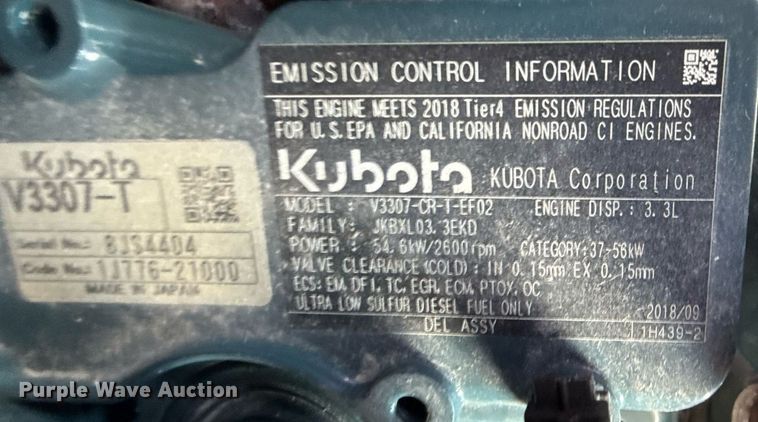 Kubota
V3307-T
Serial No.: 8JS4404
Code No.: 1J776-21000
MADE IN JAPAN
EMISSION CONTROL INFORMATION
THIS ENGINE MEETS 2018 Tier4 EMISSION REGULATIONS
FOR U.S. EPA AND CALIFORNIA NONROAD CI ENGINES.
Kubota KUBOTA Corporation
MODEL : V3307-CR-T-EF02 ENGINE DISP.: 3.3L
FAMILY: JKBXL03.3EKD
POWER : 54.6kW/2600rpm CATEGORY:37-56kW
VALVE CLEARANCE(COLD): IN 0.15mm EX 0.15mm
ECS: EM, DFI, TC, EGR, ECM, PTOX, OC
ULTRA LOW SULFUR DIESEL FUEL ONLY 2018/09
DEL ASSY 1H439-2
Purple Wave Auction